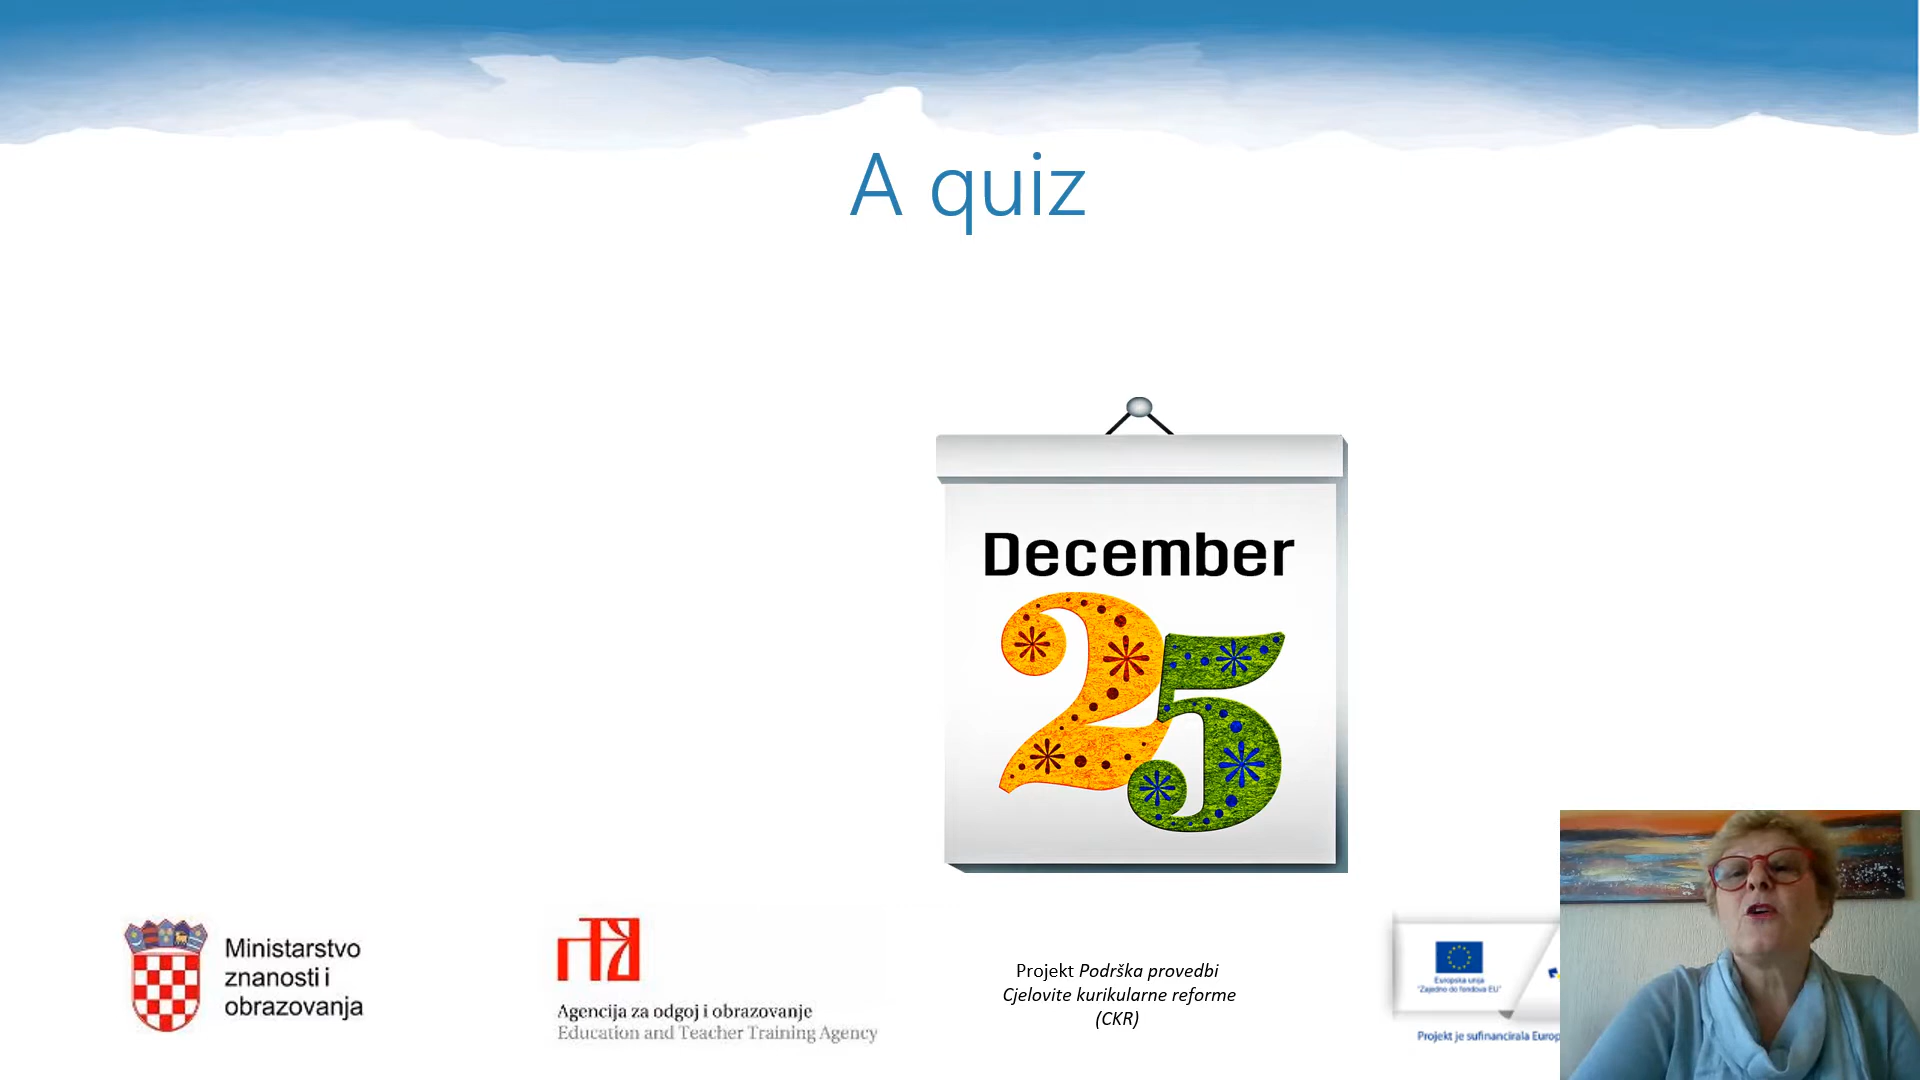 A quiz
December
25
Ministarstvo
znanosti i
obrazovanja
Agencija za odgoj i obrazovanje
Education and Teacher Training Agency
Projekt Podrška provedbi
Cjelovite kurikularne reforme
(CKR)
Europska unija
"Zajedno do fondova EU"
Projekt je sufinancirala Europ